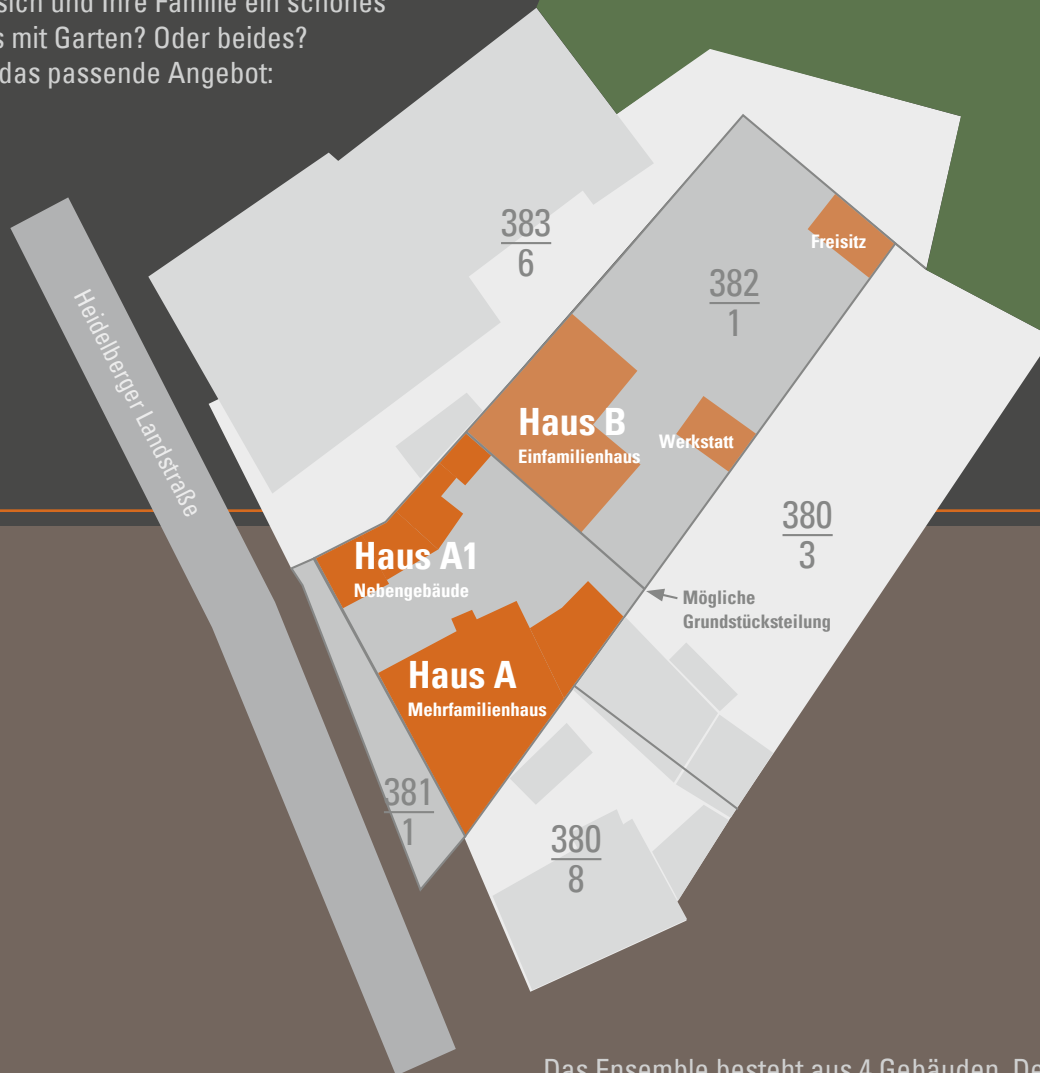 sich und Ihre Familie ein schönes
mit Garten? Oder beides?
das passende Angebot:
383
6
Freisitz
382
1
Heidelberger Landstraße
Haus B
Einfamilienhaus
Werkstatt
380
3
Haus A1
Nebengebäude
Mögliche
Grundstücksteilung
Haus A
Mehrfamilienhaus
381
1
380
8
Das Ensemble besteht aus 4 Gebäuden.